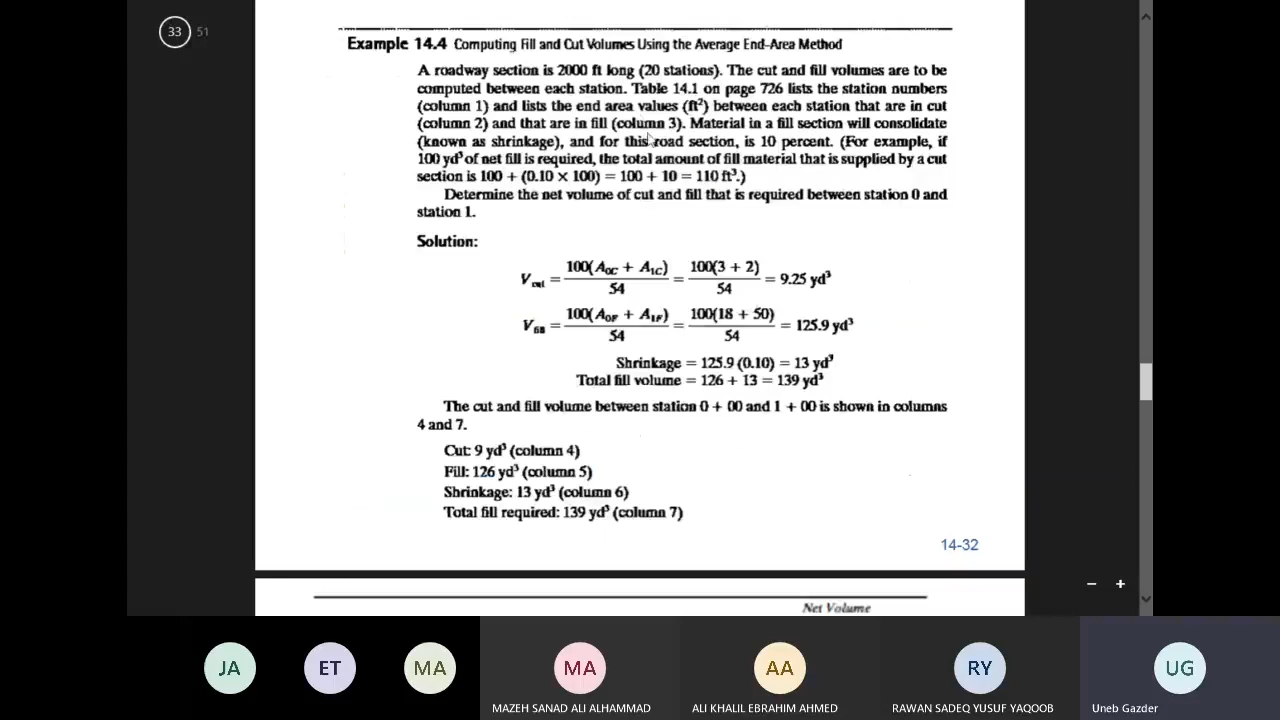 33 51
Example 14.4 Computing Fill and Cut Volumes Using the Average End-Area Method
A roadway section is 2000 ft long (20 stations). The cut and fill volumes are to be
computed between each station. Table 14.1 on page 726 lists the station numbers
(column 1) and lists the end area values (ft²) between each station that are in cut
(column 2) and that are in fill (column 3). Material in a fill section will consolidate
(known as shrinkage), and for this road section, is 10 percent. (For example, if
100 yd³ of net fill is required, the total amount of fill material that is supplied by a cut
section is 100 + (0.10 × 100) = 100 + 10 = 110 ft³.)
Determine the net volume of cut and fill that is required between station 0 and
station 1.
Solution:
V_cut = 100(A_0C + A_1C) / 54 = 100(3 + 2) / 54 = 9.25 yd³
V_fill = 100(A_0F + A_1F) / 54 = 100(18 + 50) / 54 = 125.9 yd³
Shrinkage = 125.9 (0.10) = 13 yd³
Total fill volume = 126 + 13 = 139 yd³
The cut and fill volume between station 0 + 00 and 1 + 00 is shown in columns
4 and 7.
Cut: 9 yd³ (column 4)
Fill: 126 yd³ (column 5)
Shrinkage: 13 yd³ (column 6)
Total fill required: 139 yd³ (column 7)
14-32
Net Volume
JA ET MA MA AA RY UG
MAZEH SANAD ALI ALHAMMAD ALI KHALIL EBRAHIM AHMED RAWAN SADEQ YUSUF YAQOOB Uneb Gazder